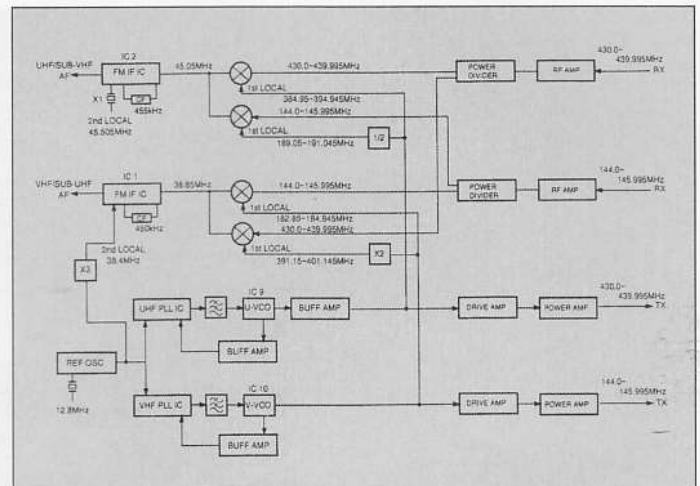 IC 2
UHF/SUB-VHF
AF
FM IF IC
45.05MHz
X1
CF
455kHz
2nd LOCAL
45.505MHz
430.0~439.995MHz
1st LOCAL
384.95~394.945MHz
144.0~145.995MHz
1st LOCAL
189.05~191.045MHz
1/2
POWER
DIVIDER
RF AMP
430.0~
439.995MHz
RX
IC 1
VHF/SUB-UHF
AF
FM IF IC
38.85MHz
CF
450kHz
2nd LOCAL
38.4MHz
X3
144.0~145.995MHz
1st LOCAL
182.85~184.845MHz
430.0~439.995MHz
1st LOCAL
391.15~401.145MHz
X2
POWER
DIVIDER
RF AMP
144.0~
145.995MHz
RX
IC 9
UHF PLL IC
U-VCO
BUFF AMP
BUFF AMP
DRIVE AMP
POWER AMP
430.0~
439.995MHz
TX
REF OSC
12.8MHz
IC 10
VHF PLL IC
V-VCO
BUFF AMP
DRIVE AMP
POWER AMP
144.0~
145.995MHz
TX